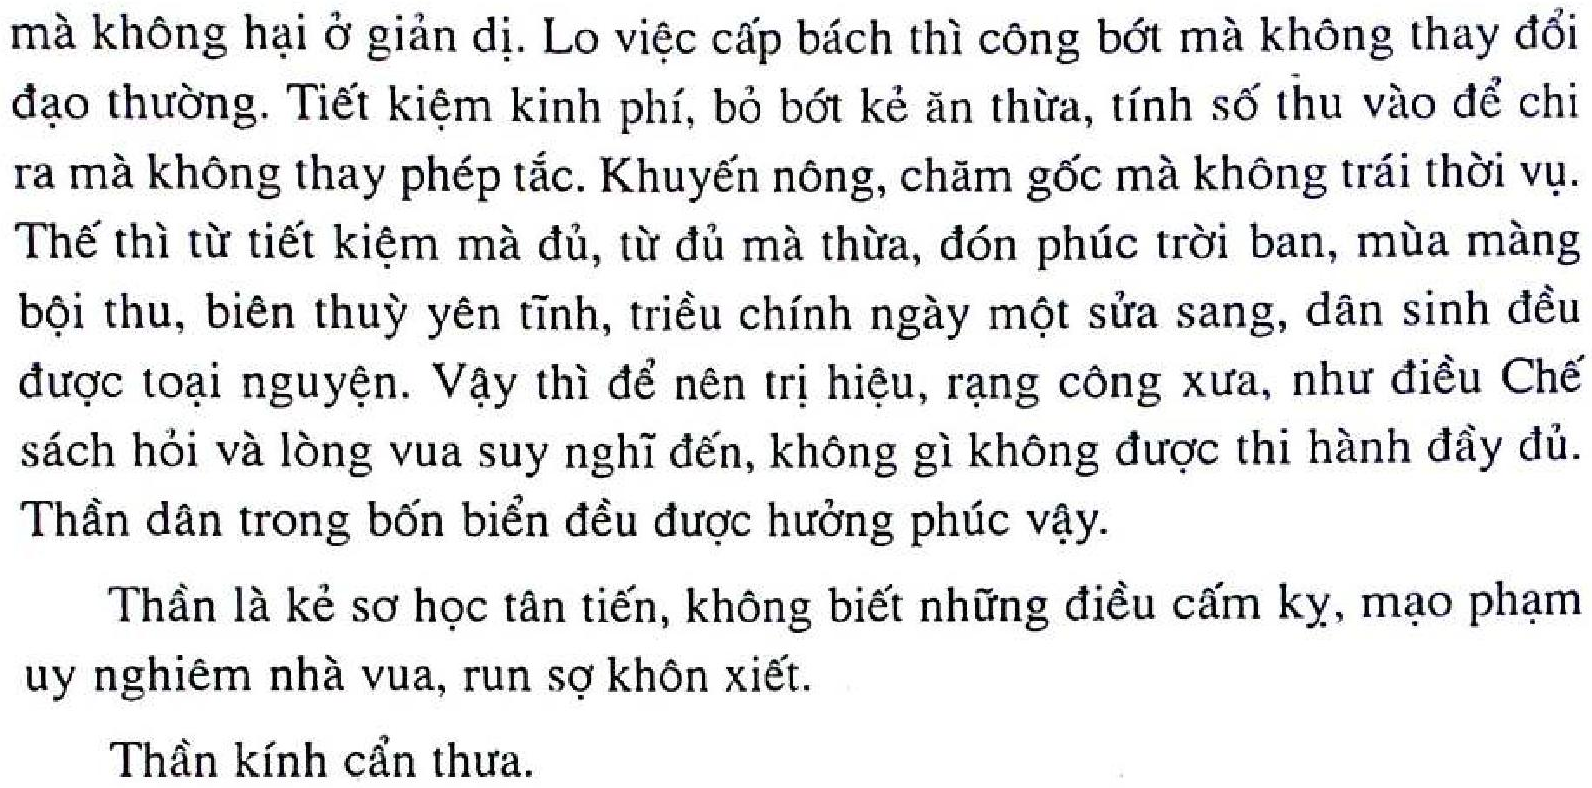 mà không hại ở giản dị. Lo việc cấp bách thì công bớt mà không thay đổi
đạo thường. Tiết kiệm kinh phí, bỏ bớt kẻ ăn thừa, tính số thu vào để chi
ra mà không thay phép tắc. Khuyến nông, chăm gốc mà không trái thời vụ.
Thế thì từ tiết kiệm mà đủ, từ đủ mà thừa, đón phúc trời ban, mùa màng
bội thu, biên thuỳ yên tĩnh, triều chính ngày một sửa sang, dân sinh đều
được toại nguyện. Vậy thì để nên trị hiệu, rạng công xưa, như điều Chế
sách hỏi và lòng vua suy nghĩ đến, không gì không được thi hành đầy đủ.
Thần dân trong bốn biển đều được hưởng phúc vậy.
Thần là kẻ sơ học tân tiến, không biết những điều cấm kỵ, mạo phạm
uy nghiêm nhà vua, run sợ khôn xiết.
Thần kính cẩn thưa.